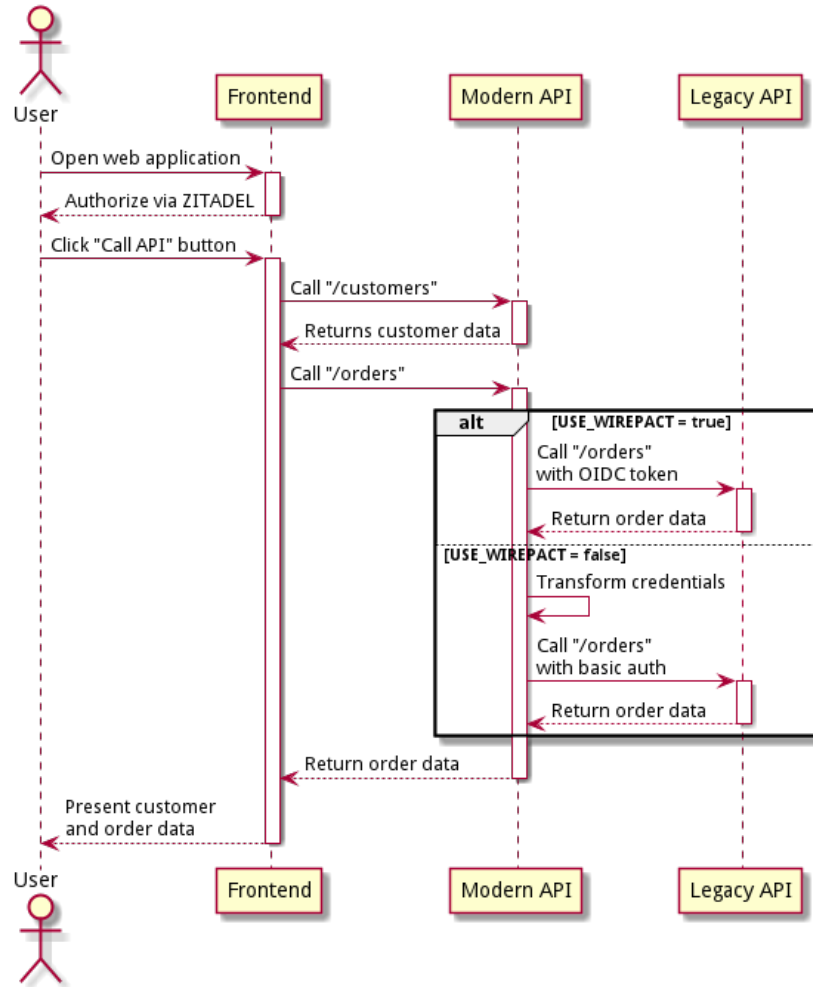 User
Frontend
Modern API
Legacy API
Open web application
Authorize via ZITADEL
Click "Call API" button
Call "/customers"
Returns customer data
Call "/orders"
alt
[USE_WIREPACT = true]
Call "/orders"
with OIDC token
Return order data
[USE_WIREPACT = false]
Transform credentials
Call "/orders"
with basic auth
Return order data
Return order data
Present customer
and order data
User
Frontend
Modern API
Legacy API